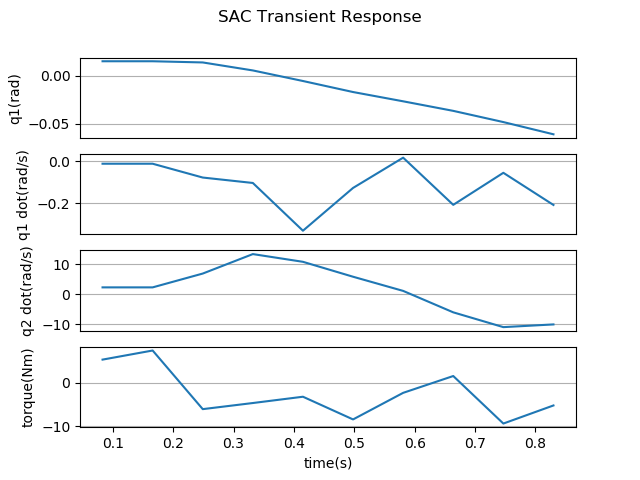 SAC Transient Response
q1(rad)
0.00
−0.05
q1 dot(rad/s)
0.0
−0.2
q2 dot(rad/s)
10
0
−10
torque(Nm)
0
−10
0.1 0.2 0.3 0.4 0.5 0.6 0.7 0.8
time(s)